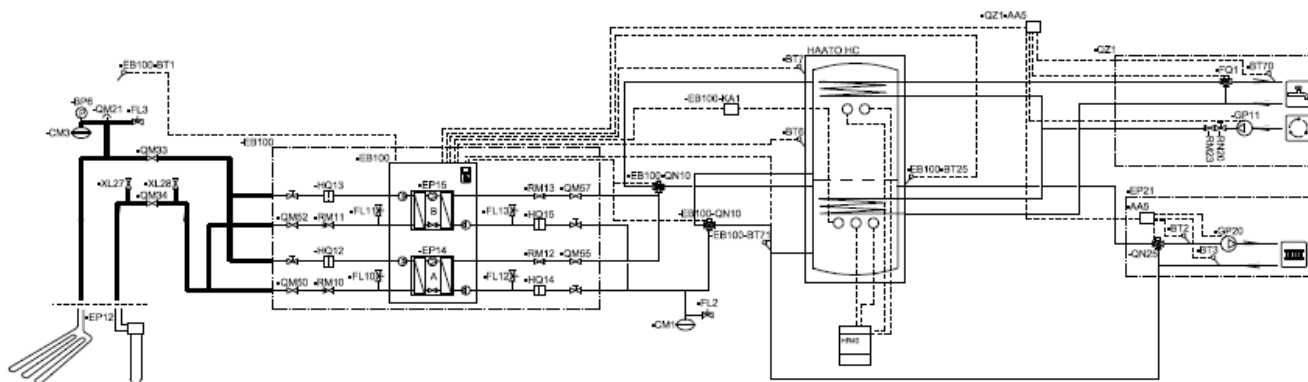 -QZ1-AA5
HAATO HC
-QZ1
-BT7
-FQ1
-BT70
-EB100-BT1
-BP6
-QM21
-FL3
-CM3
-EB100-KA1
-GP11
RM23
RN20
-EB100
-BT6
-QM33
-EB100
-XL27
-XL28
-QM34
-HQ13
-EP15
-RM13
-QM57
-EB100-QN10
-EB100-BT25
-EP21
B
-QM52
-RM11
-FL11
-FL13
-HQ15
-EB100-QN10
-AA5
-EB100-BT71
-BT2
-GP20
-HQ12
-EP14
-RM12
-QM55
-QN25
-BT3
A
-QM50
-RM10
-FL10
-FL12
-HQ14
-FL2
-EP12
-CM1
HR40